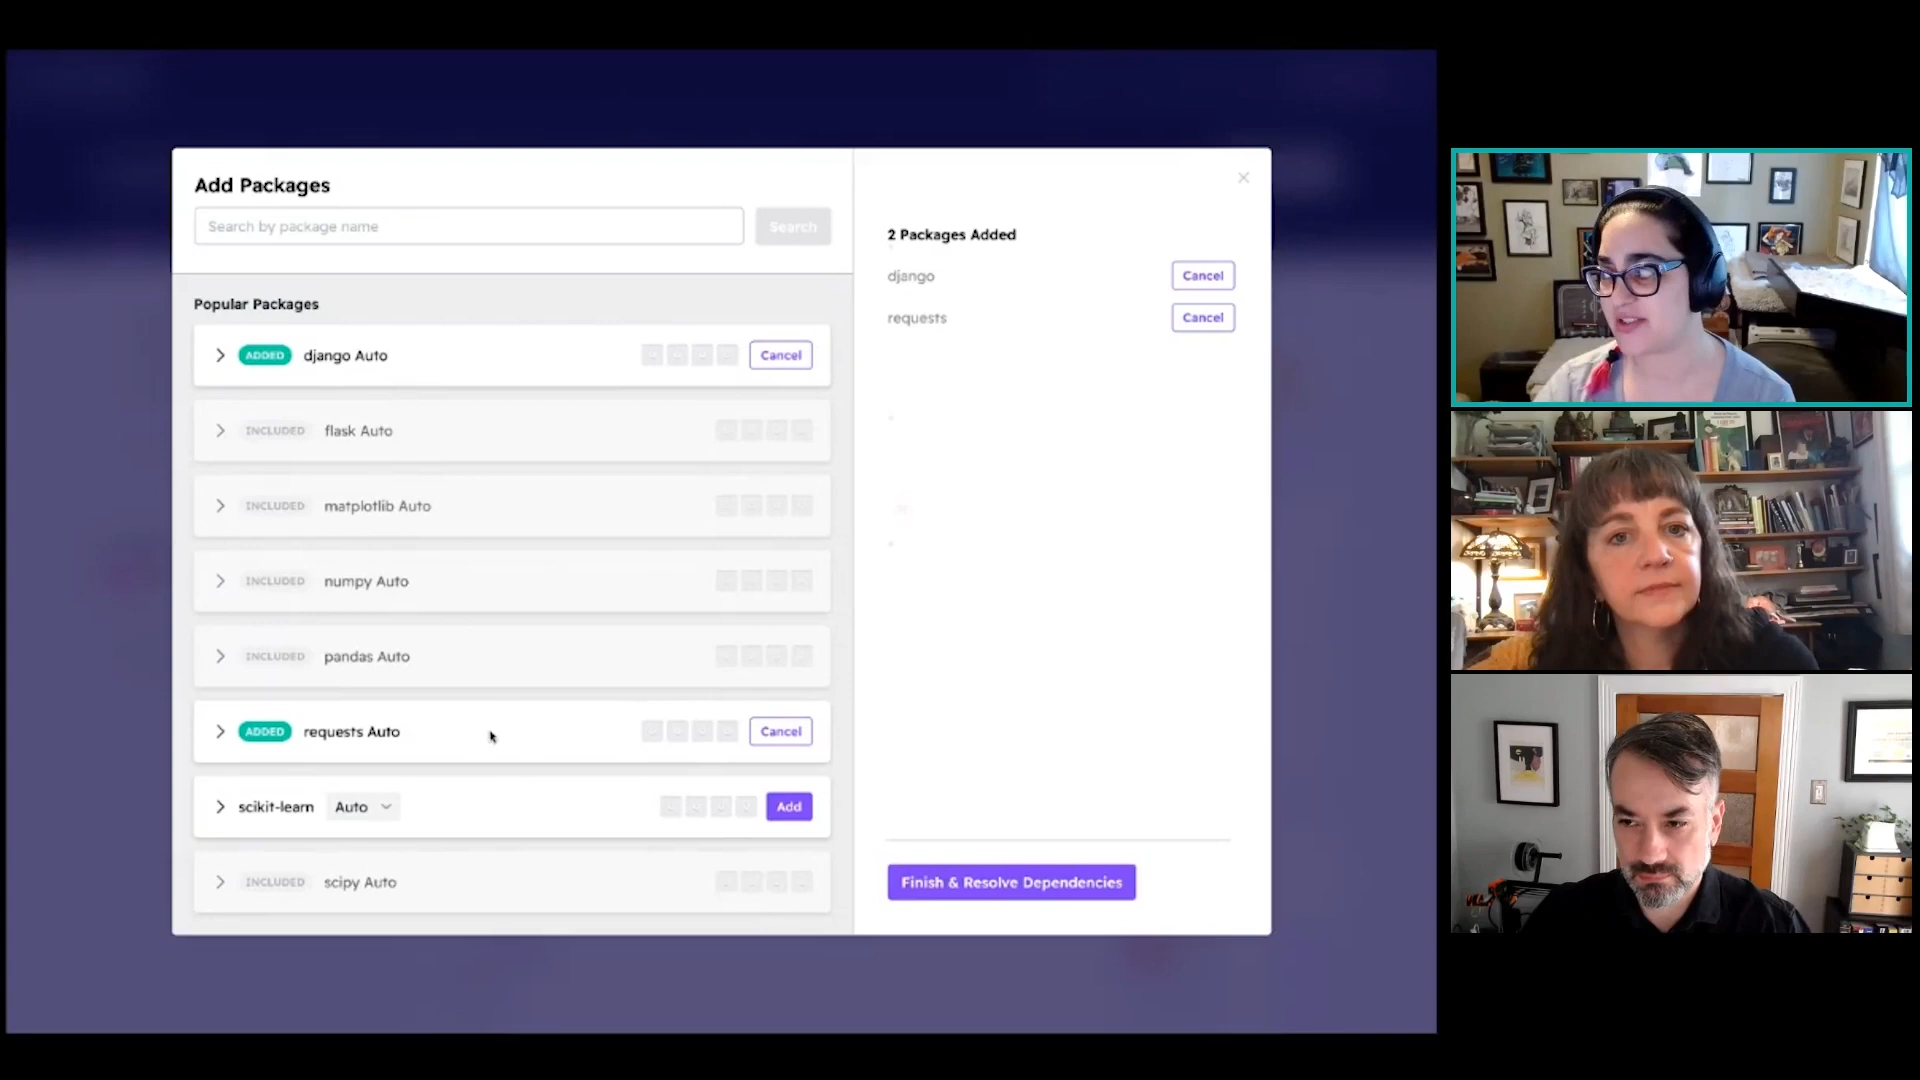 Add Packages
Search by package name
Search
Popular Packages
ADDED django Auto Cancel
INCLUDED flask Auto
INCLUDED matplotlib Auto
INCLUDED numpy Auto
INCLUDED pandas Auto
ADDED requests Auto Cancel
scikit-learn Auto Add
INCLUDED scipy Auto
2 Packages Added
django Cancel
requests Cancel
Finish & Resolve Dependencies